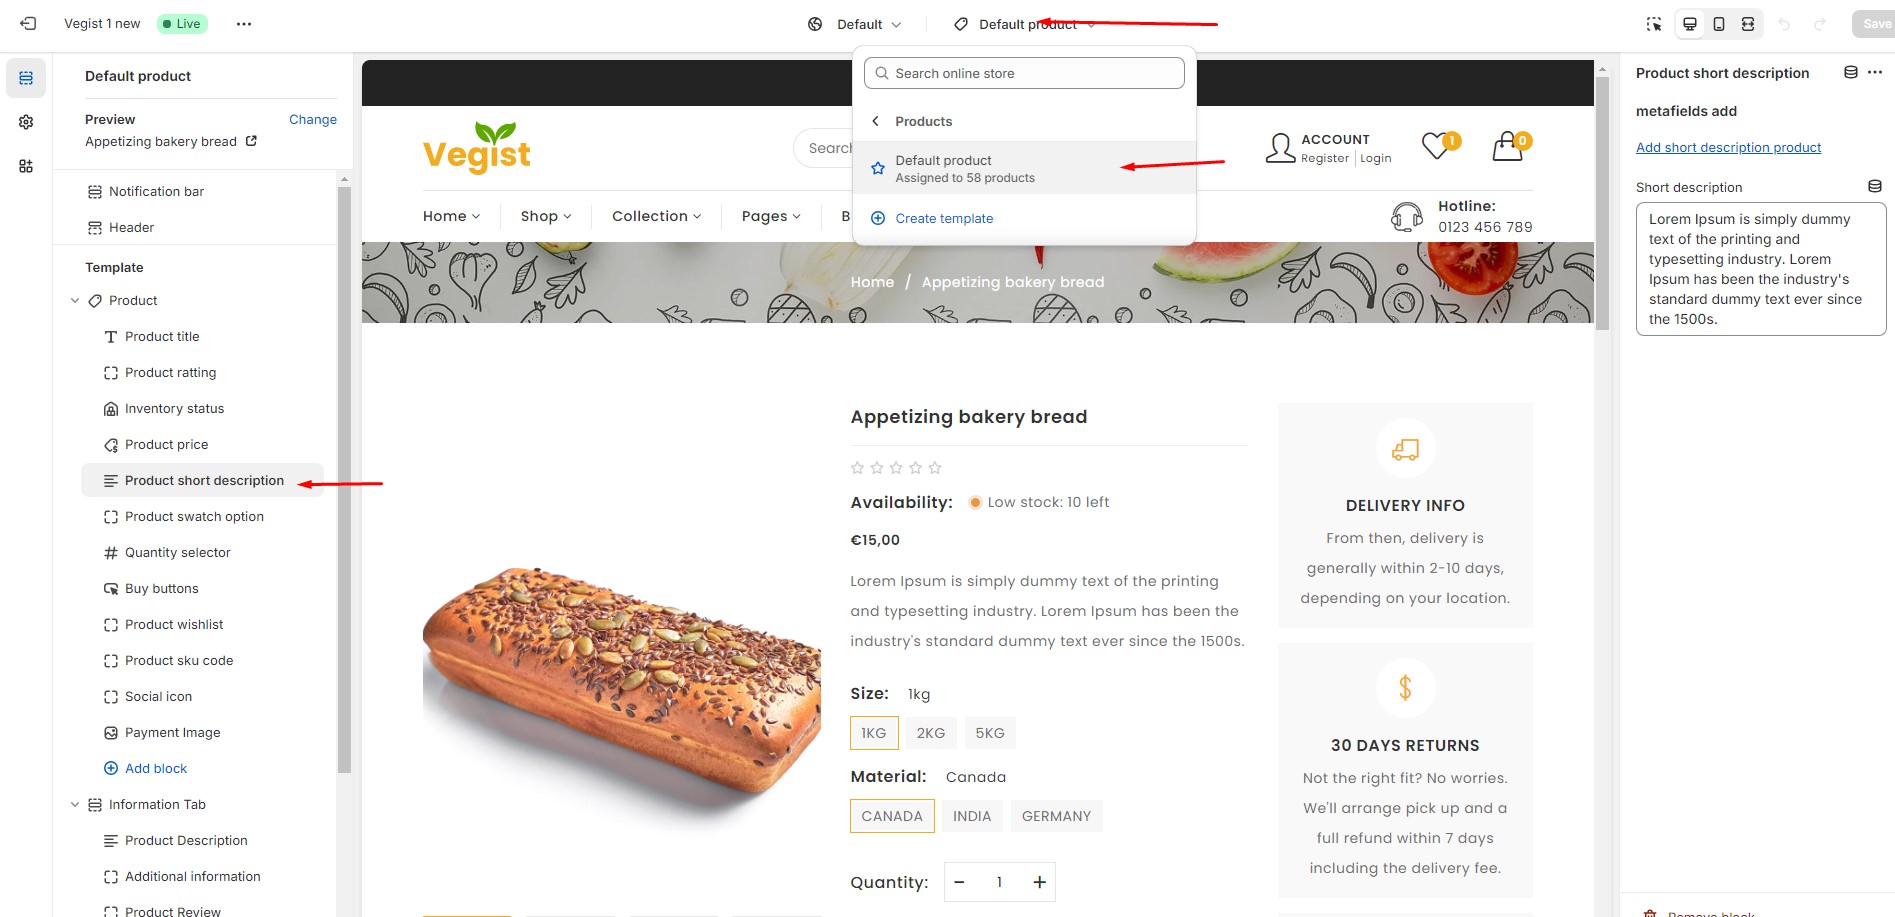 Vegist 1 new
Live
Default
Default product
Save
Default product
Preview
Change
Appetizing bakery bread
Notification bar
Header
Template
Product
Product title
Product ratting
Inventory status
Product price
Product short description
Product swatch option
Quantity selector
Buy buttons
Product wishlist
Product sku code
Social icon
Payment Image
Add block
Information Tab
Product Description
Additional information
Product Review
Search online store
Products
Default product
Assigned to 58 products
Create template
Vegist
Search
ACCOUNT
Register
Login
1
0
Home
Shop
Collection
Pages
B
Hotline:
0123 456 789
Home / Appetizing bakery bread
Appetizing bakery bread
Availability: Low stock: 10 left
€15,00
Lorem Ipsum is simply dummy text of the printing
and typesetting industry. Lorem Ipsum has been the
industry's standard dummy text ever since the 1500s.
Size: 1kg
1KG
2KG
5KG
Material: Canada
CANADA
INDIA
GERMANY
Quantity: − 1 +
DELIVERY INFO
From then, delivery is
generally within 2-10 days,
depending on your location.
$
30 DAYS RETURNS
Not the right fit? No worries.
We'll arrange pick up and a
full refund within 7 days
including the delivery fee.
Product short description
metafields add
Add short description product
Short description
Lorem Ipsum is simply dummy
text of the printing and
typesetting industry. Lorem
Ipsum has been the industry's
standard dummy text ever since
the 1500s.
Remove block